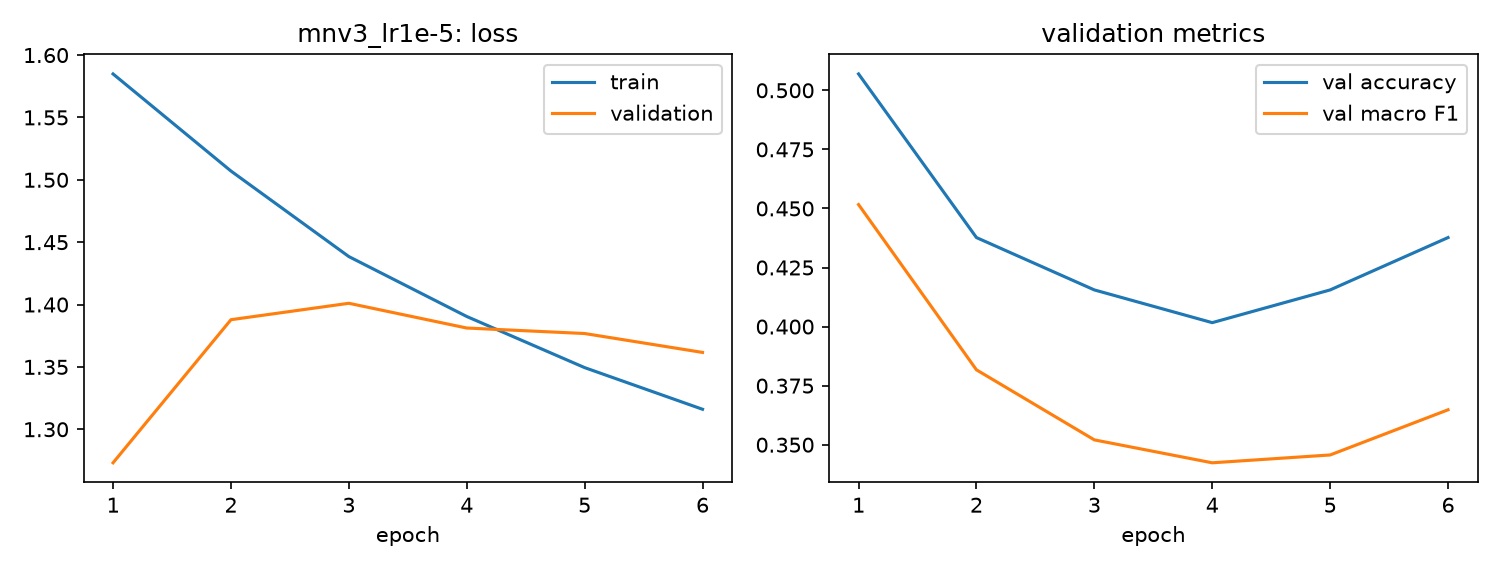 mnv3_lr1e-5: loss
1.60
1.55
1.50
1.45
1.40
1.35
1.30
train
validation
1 2 3 4 5 6
epoch
validation metrics
0.500
0.475
0.450
0.425
0.400
0.375
0.350
val accuracy
val macro F1
1 2 3 4 5 6
epoch